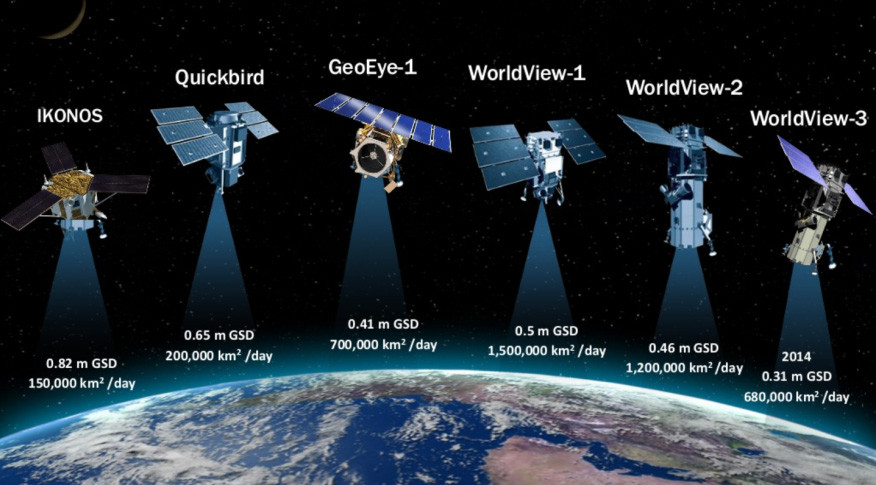 IKONOS
0.82 m GSD
150,000 km²/day
Quickbird
0.65 m GSD
200,000 km²/day
GeoEye-1
0.41 m GSD
700,000 km²/day
WorldView-1
0.5 m GSD
1,500,000 km²/day
WorldView-2
0.46 m GSD
1,200,000 km²/day
WorldView-3
2014
0.31 m GSD
680,000 km²/day